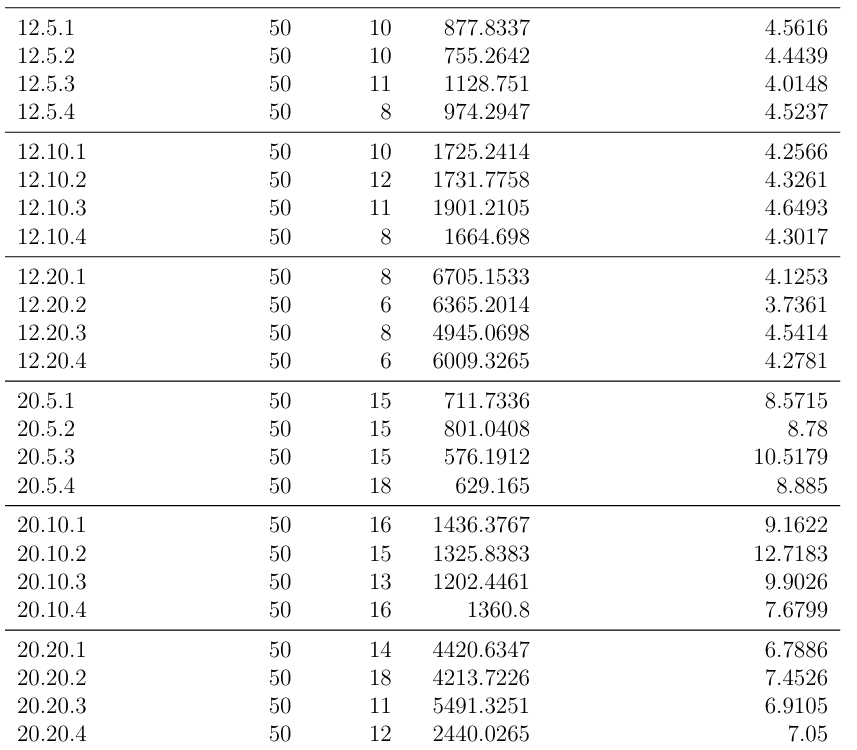 12.5.1 50 10 877.8337 4.5616
12.5.2 50 10 755.2642 4.4439
12.5.3 50 11 1128.751 4.0148
12.5.4 50 8 974.2947 4.5237
12.10.1 50 10 1725.2414 4.2566
12.10.2 50 12 1731.7758 4.3261
12.10.3 50 11 1901.2105 4.6493
12.10.4 50 8 1664.698 4.3017
12.20.1 50 8 6705.1533 4.1253
12.20.2 50 6 6365.2014 3.7361
12.20.3 50 8 4945.0698 4.5414
12.20.4 50 6 6009.3265 4.2781
20.5.1 50 15 711.7336 8.5715
20.5.2 50 15 801.0408 8.78
20.5.3 50 15 576.1912 10.5179
20.5.4 50 18 629.165 8.885
20.10.1 50 16 1436.3767 9.1622
20.10.2 50 15 1325.8383 12.7183
20.10.3 50 13 1202.4461 9.9026
20.10.4 50 16 1360.8 7.6799
20.20.1 50 14 4420.6347 6.7886
20.20.2 50 18 4213.7226 7.4526
20.20.3 50 11 5491.3251 6.9105
20.20.4 50 12 2440.0265 7.05